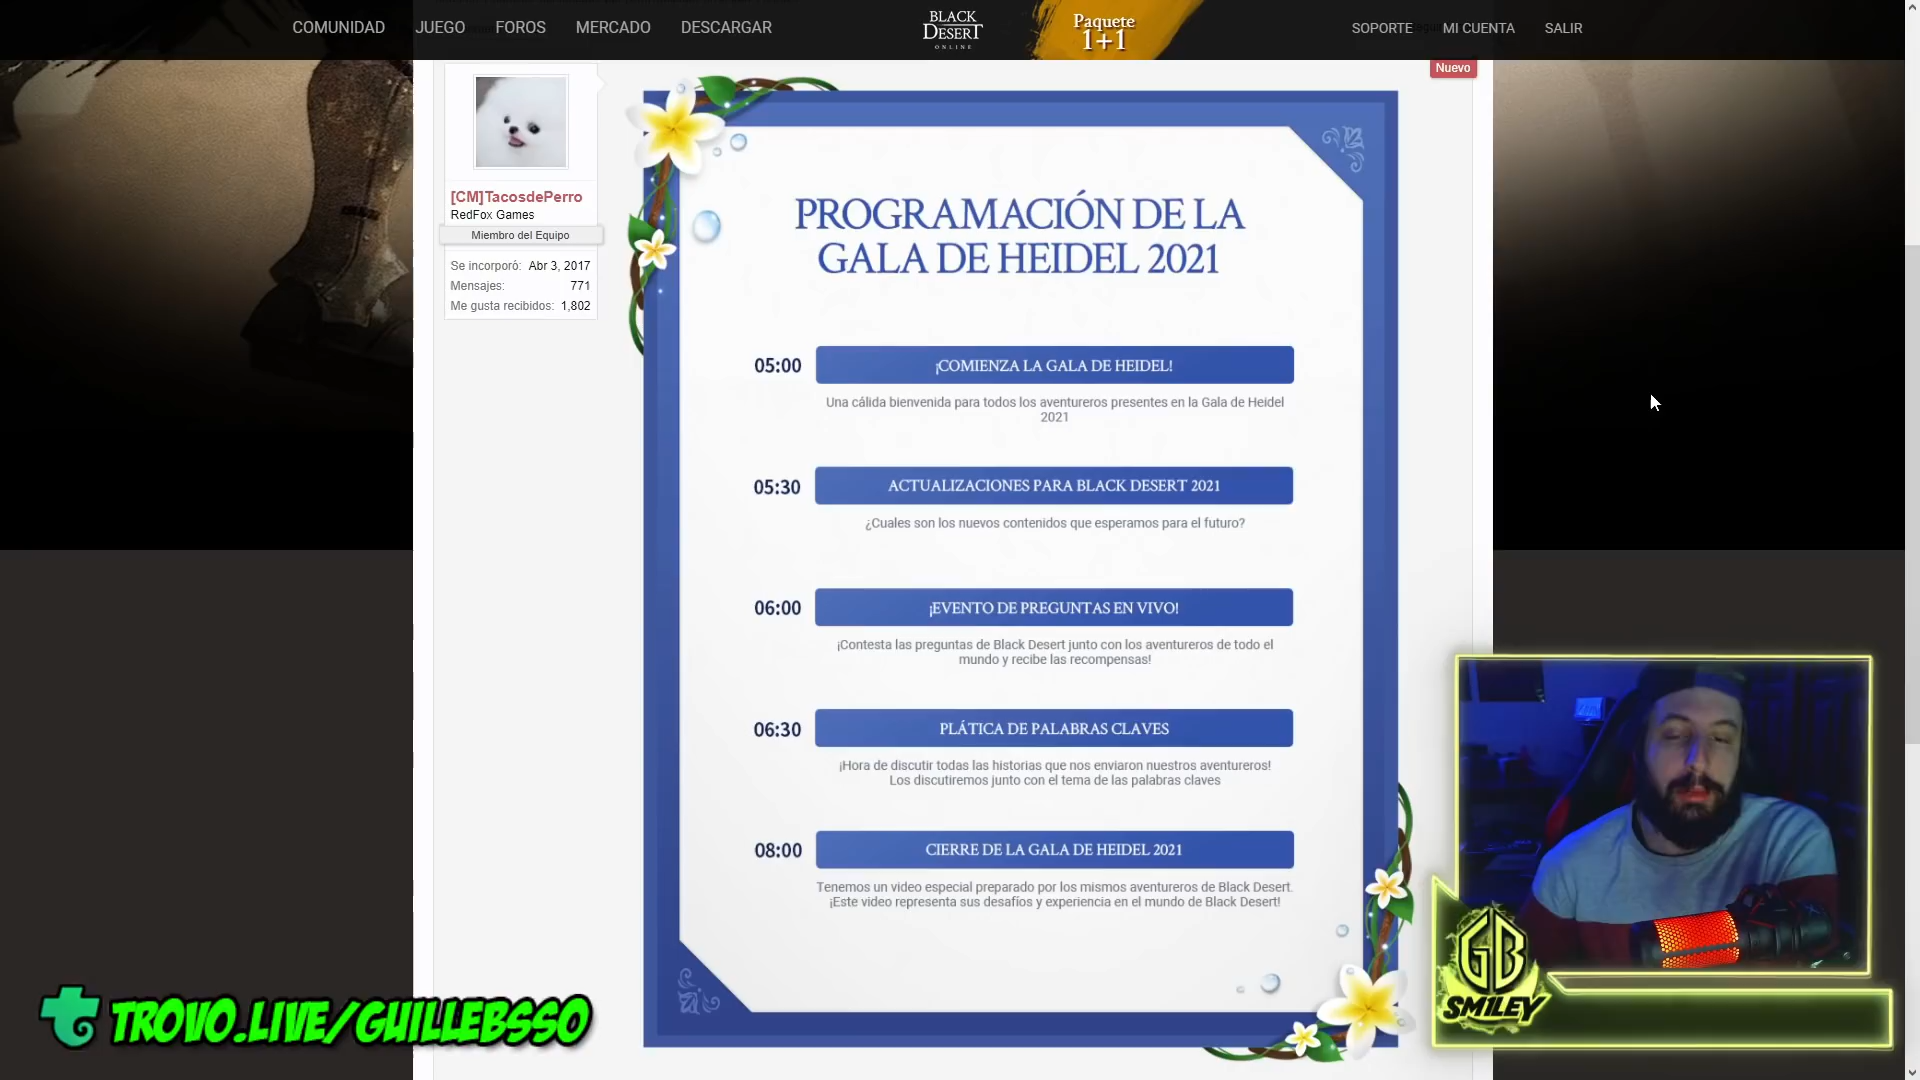 COMUNIDAD JUEGO FOROS MERCADO DESCARGAR
BLACK
DESERT
ONLINE
Paquete
1+1
SOPORTE MI CUENTA SALIR
Nuevo
[CM]TacosdePerro
RedFox Games
Miembro del Equipo
Se incorporó: Abr 3, 2017
Mensajes: 771
Me gusta recibidos: 1,802
PROGRAMACIÓN DE LA
GALA DE HEIDEL 2021
05:00 ¡COMIENZA LA GALA DE HEIDEL!
Una cálida bienvenida para todos los aventureros presentes en la Gala de Heidel
2021
05:30 ACTUALIZACIONES PARA BLACK DESERT 2021
¿Cuales son los nuevos contenidos que esperamos para el futuro?
06:00 ¡EVENTO DE PREGUNTAS EN VIVO!
¡Contesta las preguntas de Black Desert junto con los aventureros de todo el
mundo y recibe las recompensas!
06:30 PLÁTICA DE PALABRAS CLAVES
¡Hora de discutir todas las historias que nos enviaron nuestros aventureros!
Los discutiremos junto con el tema de las palabras claves
08:00 CIERRE DE LA GALA DE HEIDEL 2021
Tenemos un video especial preparado por los mismos aventureros de Black Desert.
¡Este video representa sus desafíos y experiencia en el mundo de Black Desert!
TROVO.LIVE/GUILLEBSSO
GB
SM1LEY